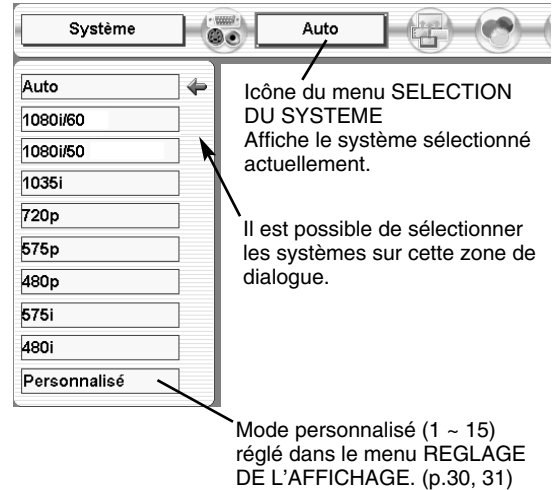 Système
Auto
Auto
1080i/60
1080i/50
1035i
720p
575p
480p
575i
480i
Personnalisé
Icône du menu SELECTION
DU SYSTEME
Affiche le système sélectionné
actuellement.
Il est possible de sélectionner
les systèmes sur cette zone de
dialogue.
Mode personnalisé (1 ~ 15)
réglé dans le menu REGLAGE
DE L'AFFICHAGE. (p.30, 31)